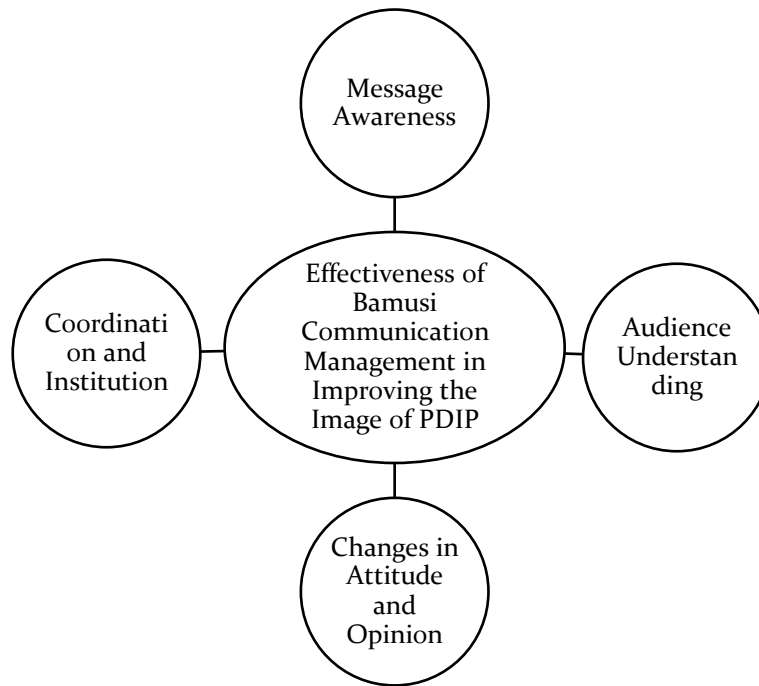 Message
Awareness
Effectiveness of
Bamusi
Communication
Management in
Improving the
Image of PDIP
Coordinati
on and
Institution
Audience
Understan
ding
Changes in
Attitude
and
Opinion